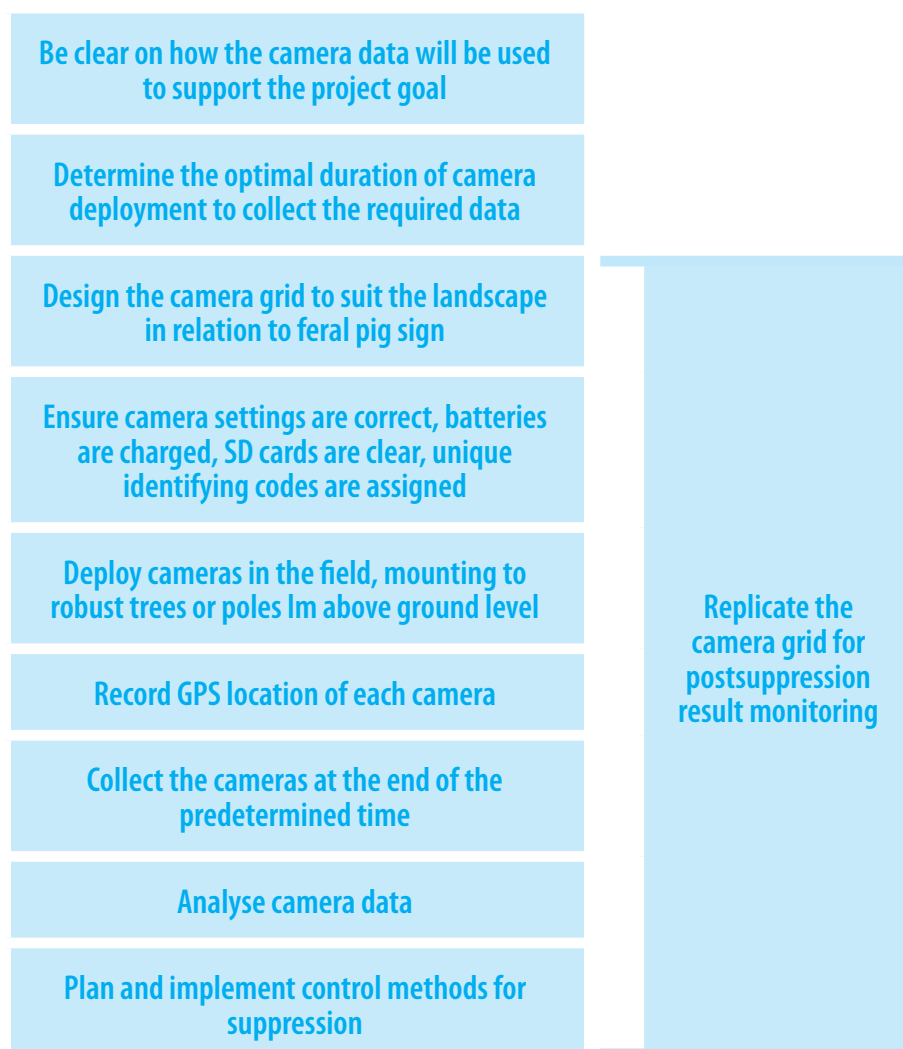 Be clear on how the camera data will be used
to support the project goal
Determine the optimal duration of camera
deployment to collect the required data
Design the camera grid to suit the landscape
in relation to feral pig sign
Ensure camera settings are correct, batteries
are charged, SD cards are clear, unique
identifying codes are assigned
Deploy cameras in the field, mounting to
robust trees or poles lm above ground level
Record GPS location of each camera
Collect the cameras at the end of the
predetermined time
Analyse camera data
Plan and implement control methods for
suppression
Replicate the
camera grid for
postsuppression
result monitoring